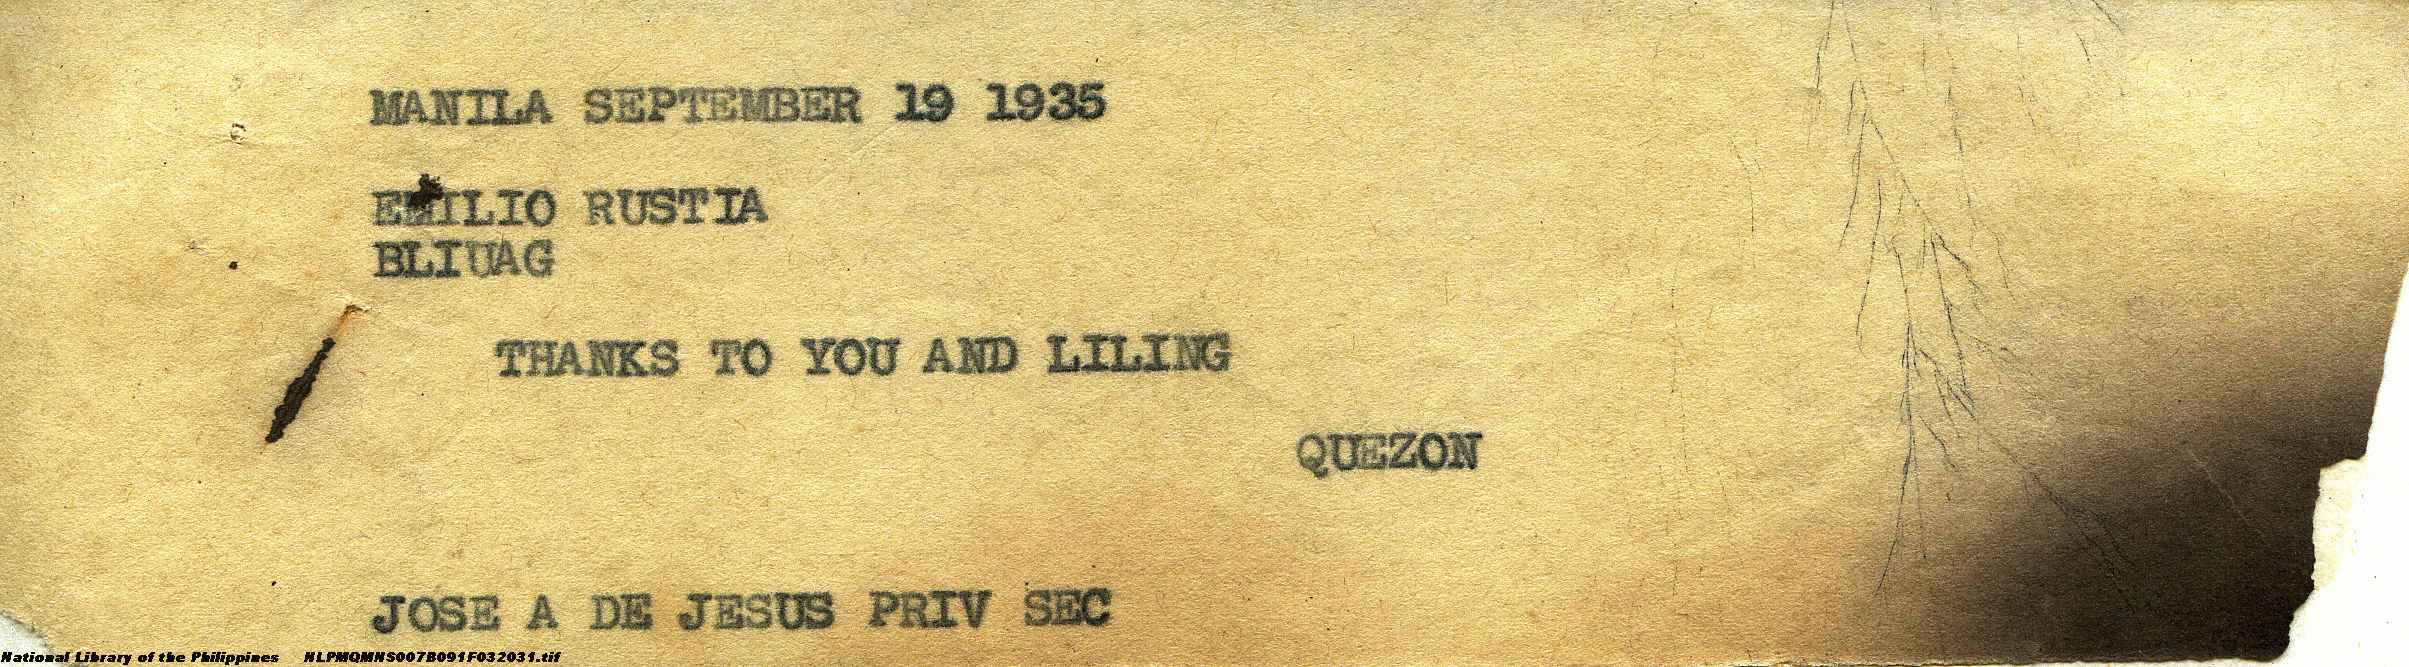 MANILA SEPTEMBER 19 1935
EMILIO RUSTIA
BLIUAG
THANKS TO YOU AND LILING
QUEZON
JOSE A DE JESUS PRIV SEC
National Library of the Philippines NLPMQMNS007B091F032031.tif